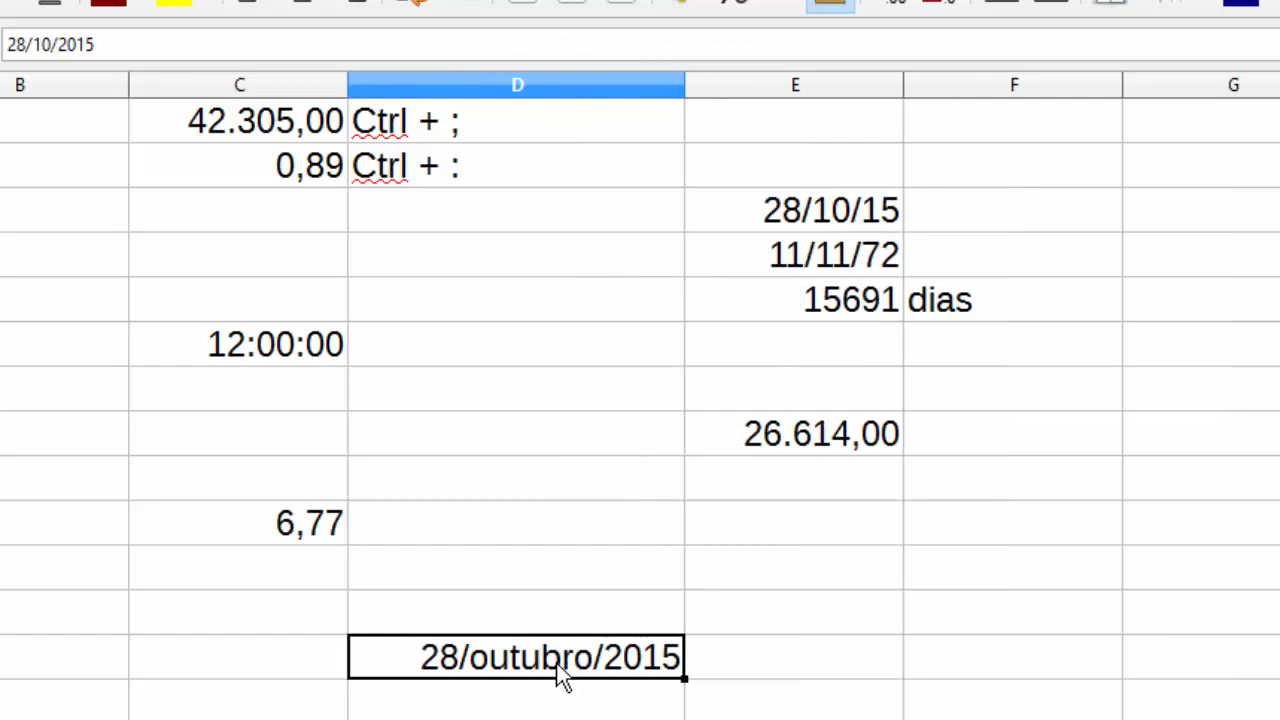 28/10/2015
B C D E F G
42.305,00 Ctrl + ;
0,89 Ctrl + :
28/10/15
11/11/72
15691 dias
12:00:00
26.614,00
6,77
28/outubro/2015